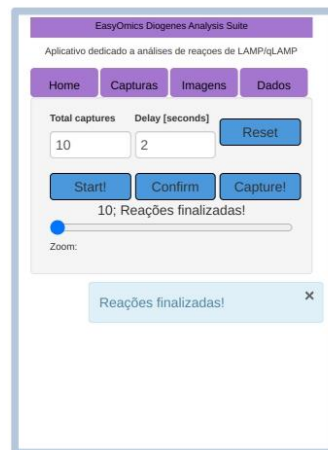 EasyOmics Diogenes Analysis Suite
Aplicativo dedicado a análises de reaçoes de LAMP/qLAMP
Home Capturas Imagens Dados
Total captures Delay [seconds]
10 2 Reset
Start! Confirm Capture!
10; Reações finalizadas!
Zoom:
Reações finalizadas! ×